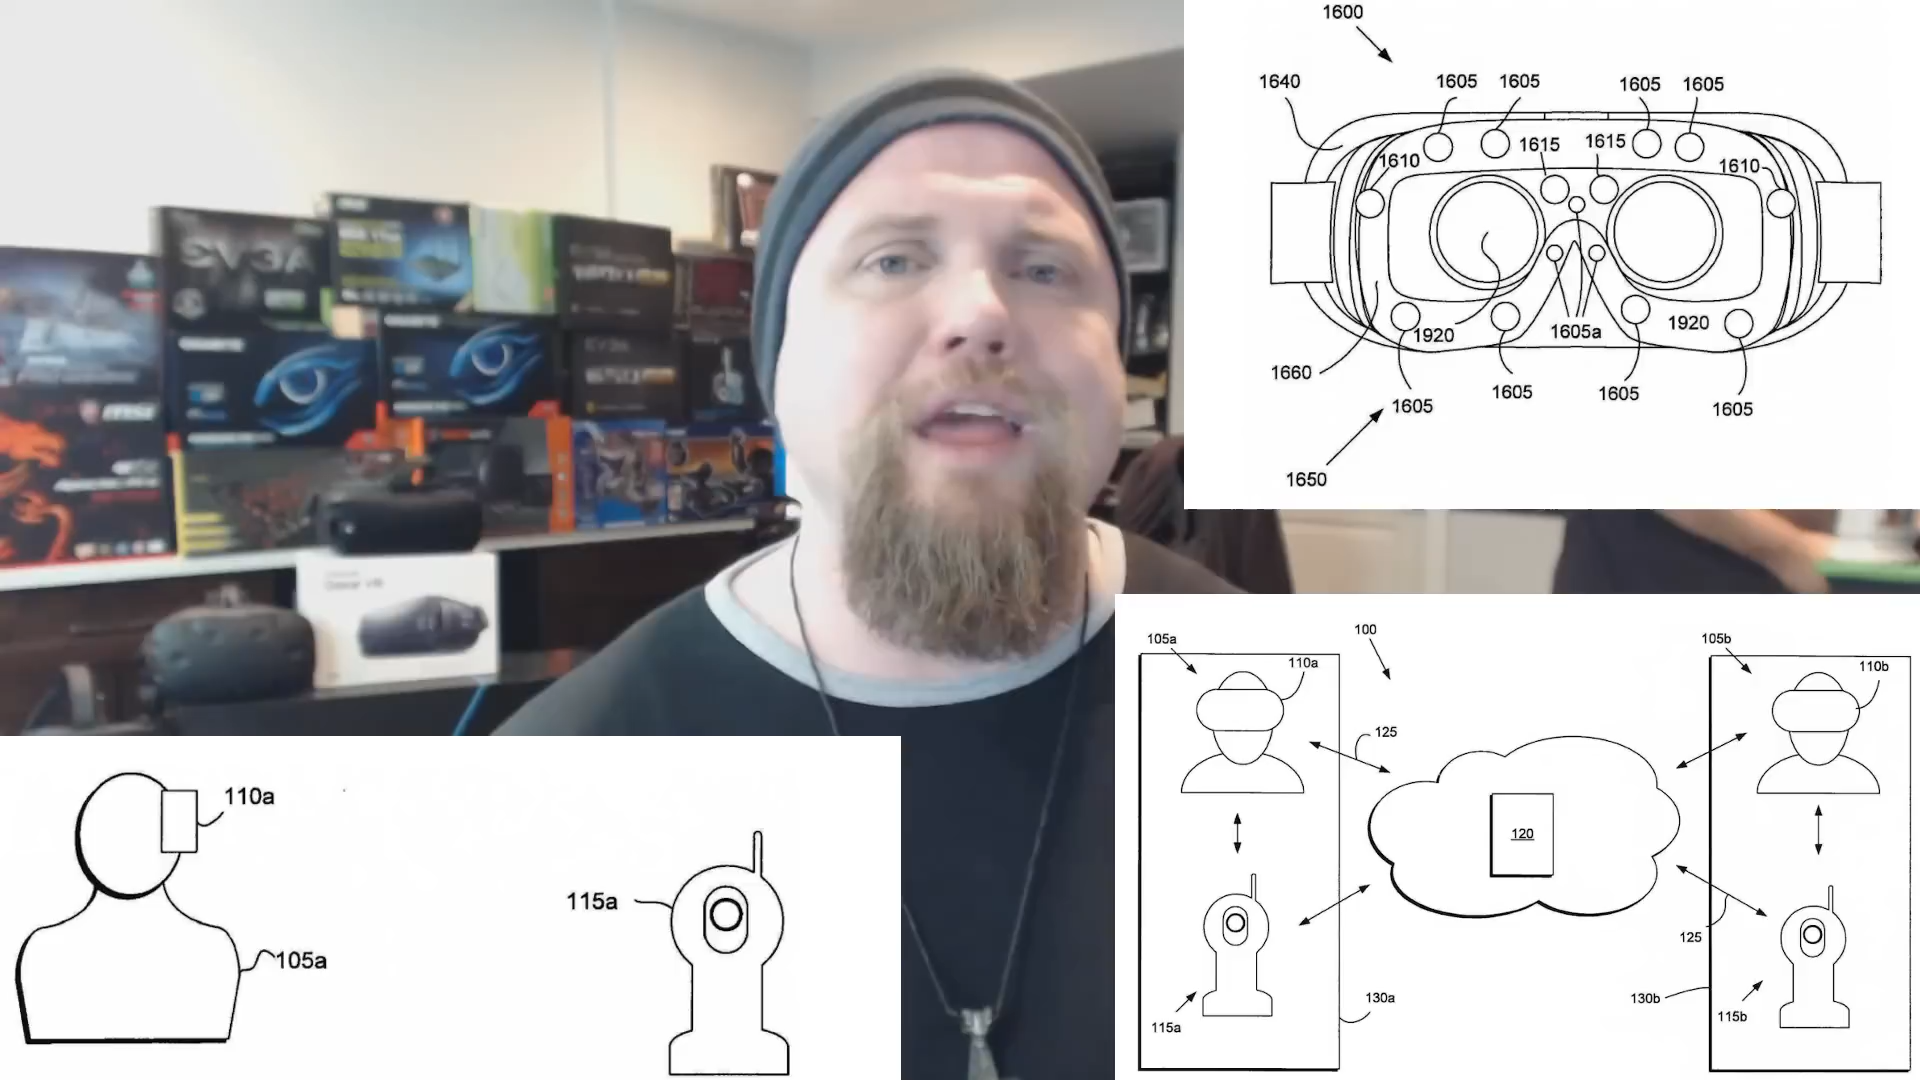 1600
1640
1605 1605 1605 1605
1615 1615
1610 1610
1920 1605a 1920
1660
1605 1605 1605 1605
1650
EVGA
msi
100
105a 105b
110a 110b
125
120
125
130a 130b
115a 115b
110a
115a
105a